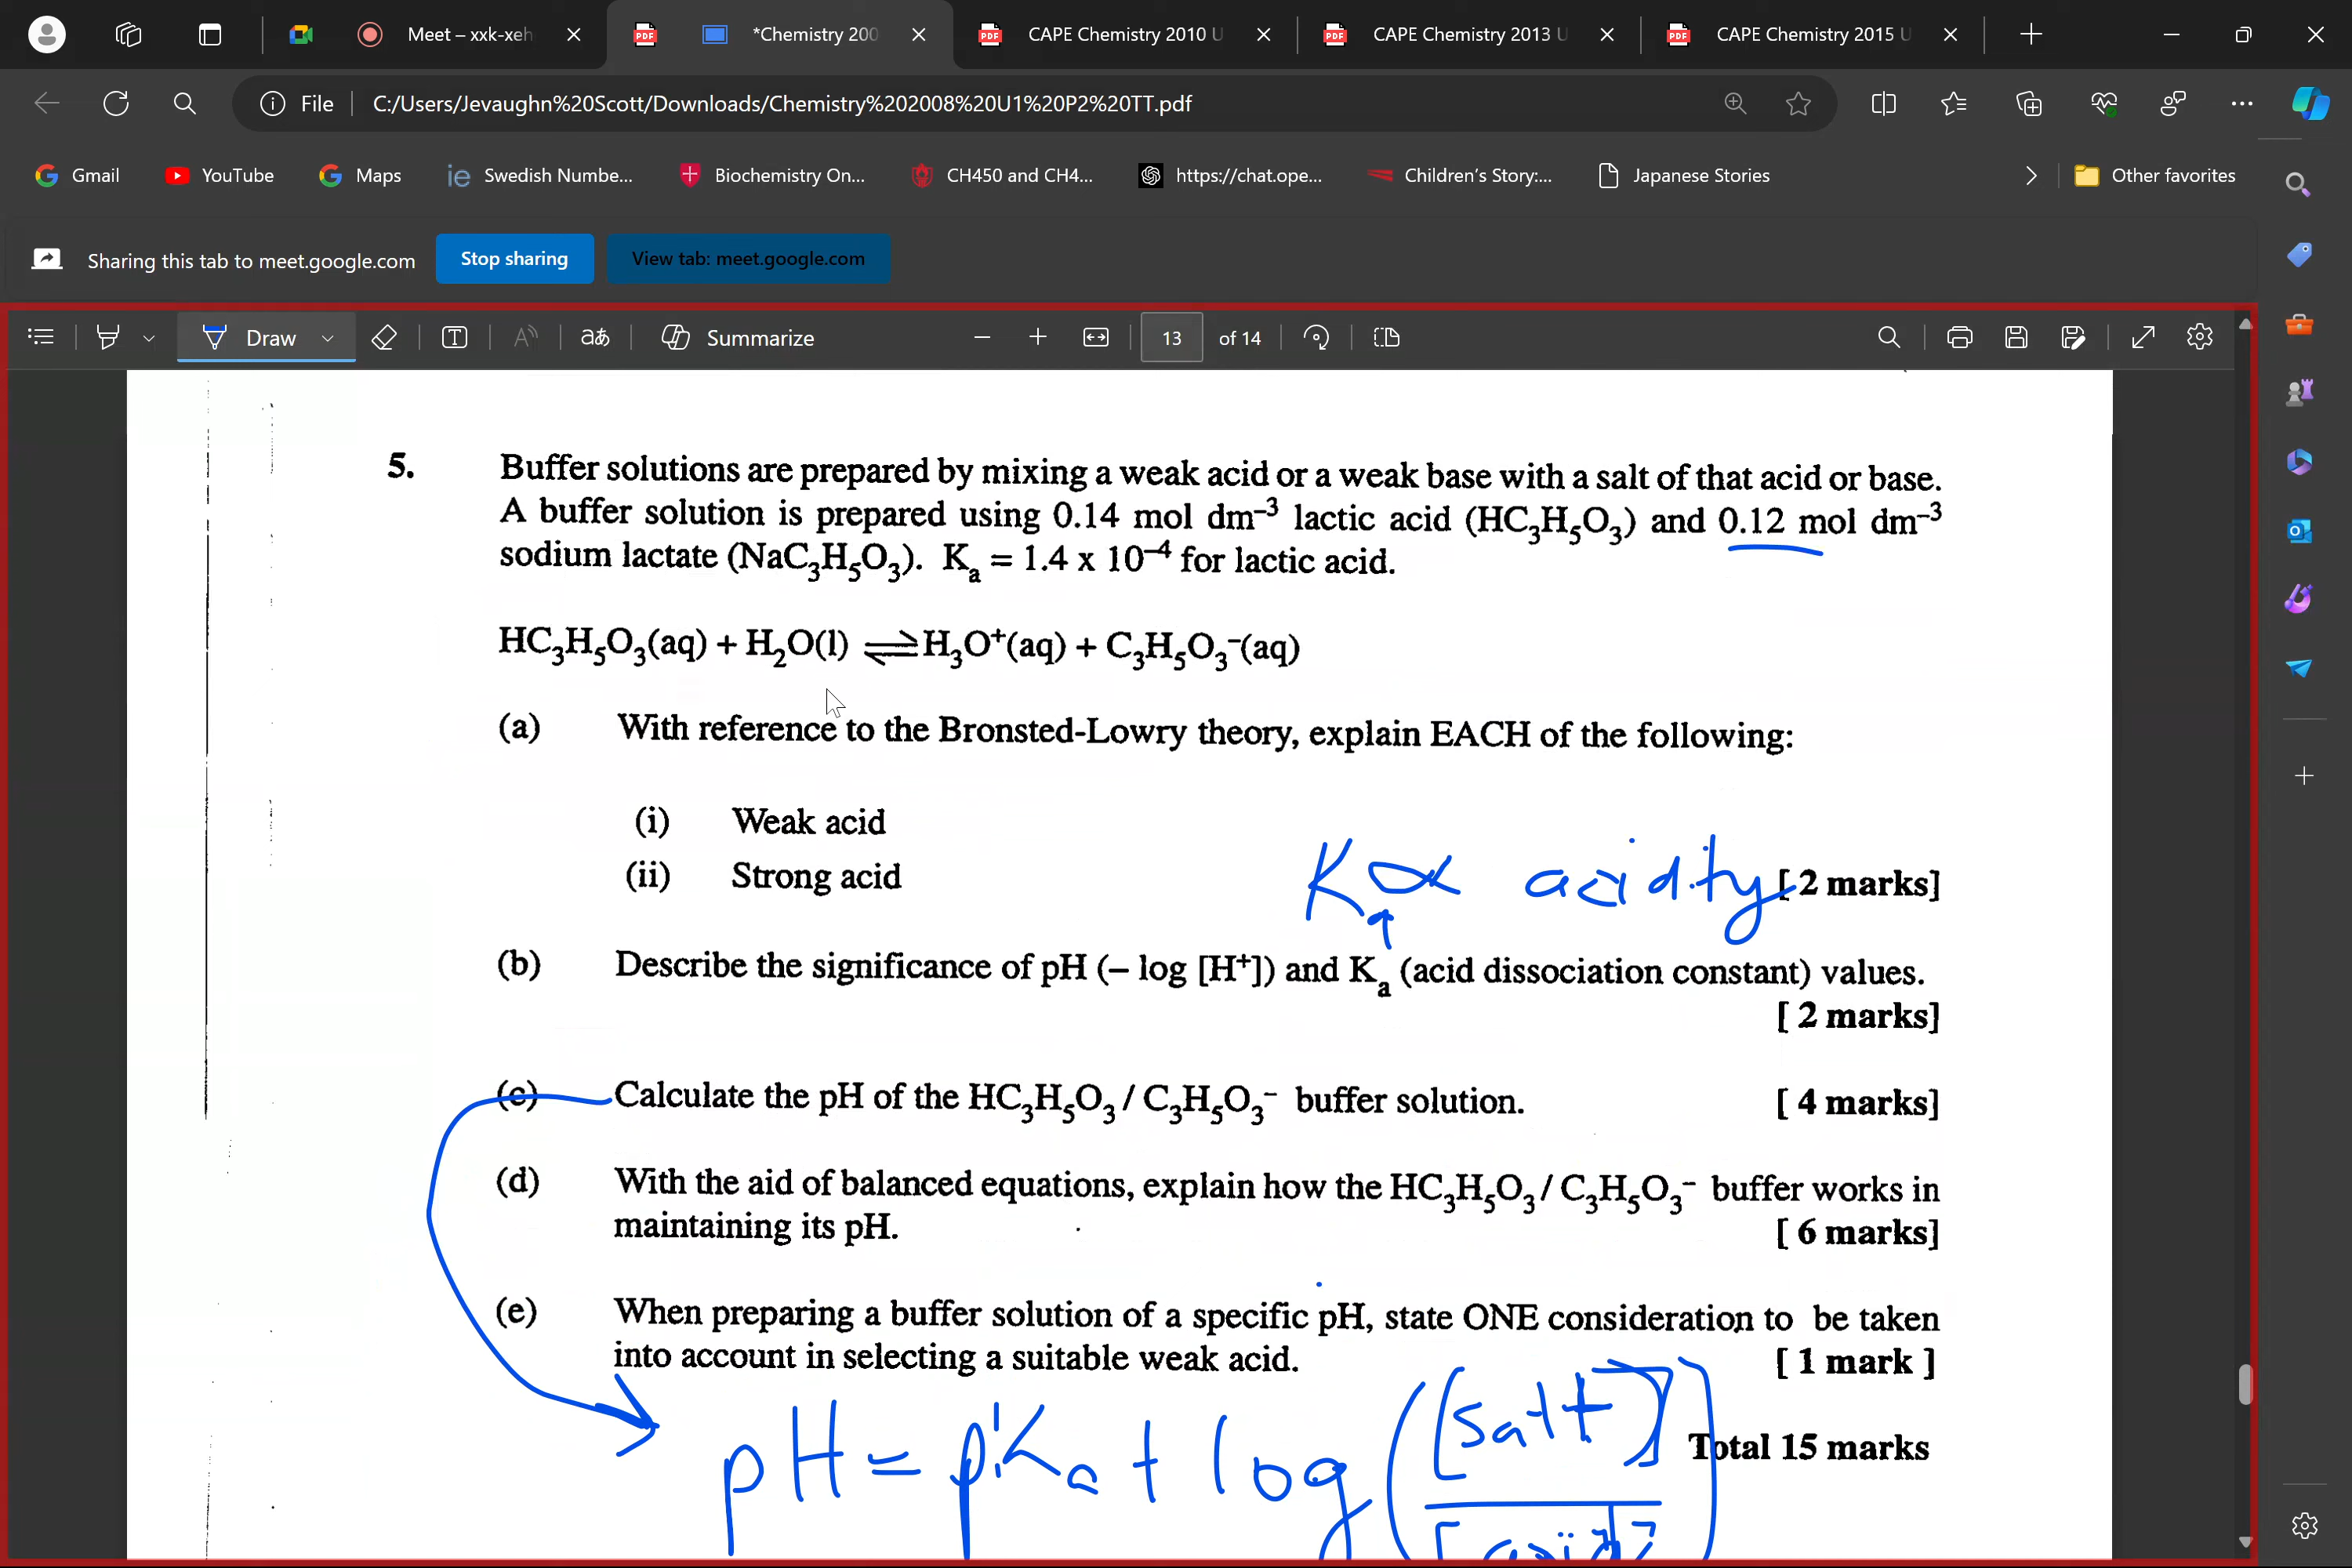 Meet – xxk-xeh
*Chemistry 200
CAPE Chemistry 2010 U
CAPE Chemistry 2013 U
CAPE Chemistry 2015 U
File
C:/Users/Jevaughn%20Scott/Downloads/Chemistry%202008%20U1%20P2%20TT.pdf
Gmail
YouTube
Maps
Swedish Numbe...
Biochemistry On...
CH450 and CH4...
https://chat.ope...
Children's Story:...
Japanese Stories
Other favorites
Sharing this tab to meet.google.com
Stop sharing
View tab: meet.google.com
Draw
aあ
Summarize
13 of 14
5. Buffer solutions are prepared by mixing a weak acid or a weak base with a salt of that acid or base.
A buffer solution is prepared using 0.14 mol dm⁻³ lactic acid (HC₃H₅O₃) and 0.12 mol dm⁻³
sodium lactate (NaC₃H₅O₃). Kₐ = 1.4 x 10⁻⁴ for lactic acid.
HC₃H₅O₃(aq) + H₂O(l) ⇌ H₃O⁺(aq) + C₃H₅O₃⁻(aq)
(a) With reference to the Bronsted-Lowry theory, explain EACH of the following:
(i) Weak acid
(ii) Strong acid
Kₐ ∝ acidity
[ 2 marks]
(b) Describe the significance of pH (– log [H⁺]) and Kₐ (acid dissociation constant) values.
[ 2 marks]
(c) Calculate the pH of the HC₃H₅O₃ / C₃H₅O₃⁻ buffer solution. [ 4 marks]
(d) With the aid of balanced equations, explain how the HC₃H₅O₃ / C₃H₅O₃⁻ buffer works in
maintaining its pH. [ 6 marks]
(e) When preparing a buffer solution of a specific pH, state ONE consideration to be taken
into account in selecting a suitable weak acid. [ 1 mark ]
Total 15 marks
pH = pKa + log ([salt]
[acid]